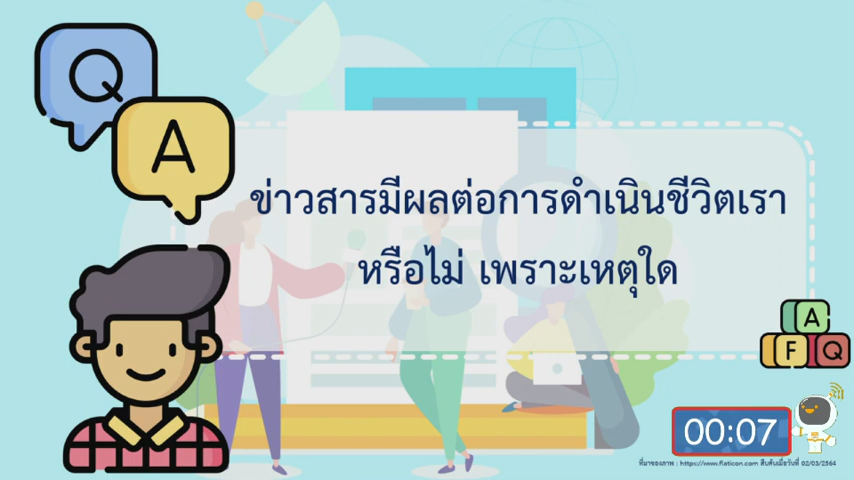 Q
A
ข่าวสารมีผลต่อการดำเนินชีวิตเรา
หรือไม่ เพราะเหตุใด
A
F Q
00:07
ที่มาของภาพ : https://www.flaticon.com สืบค้นเมื่อวันที่ 02/03/2564